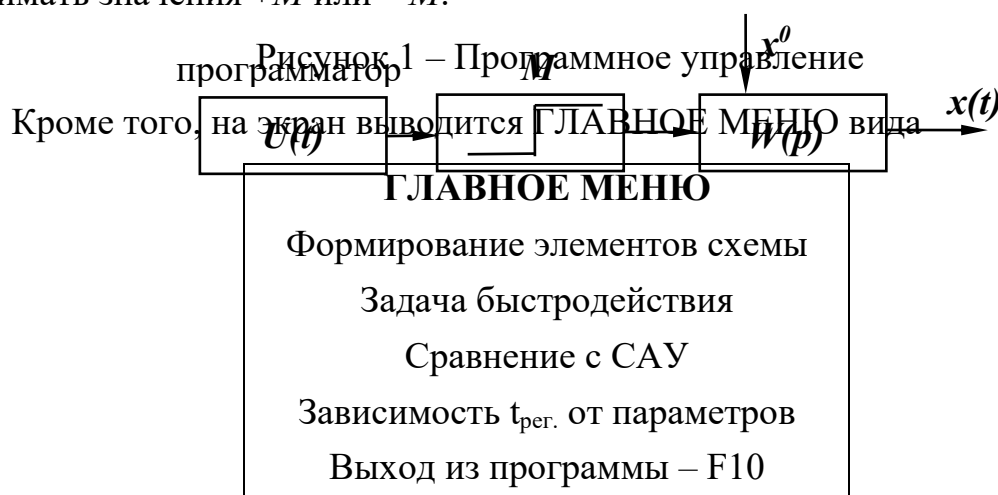 имать значения +M или – M.
x⁰
Рисунок 1 – Программное управление
программатор
M
x(t)
Кроме того, на экран выводится ГЛАВНОЕ МЕНЮ вида
U(t)
W(p)
ГЛАВНОЕ МЕНЮ
Формирование элементов схемы
Задача быстродействия
Сравнение с САУ
Зависимость tрег. от параметров
Выход из программы – F10